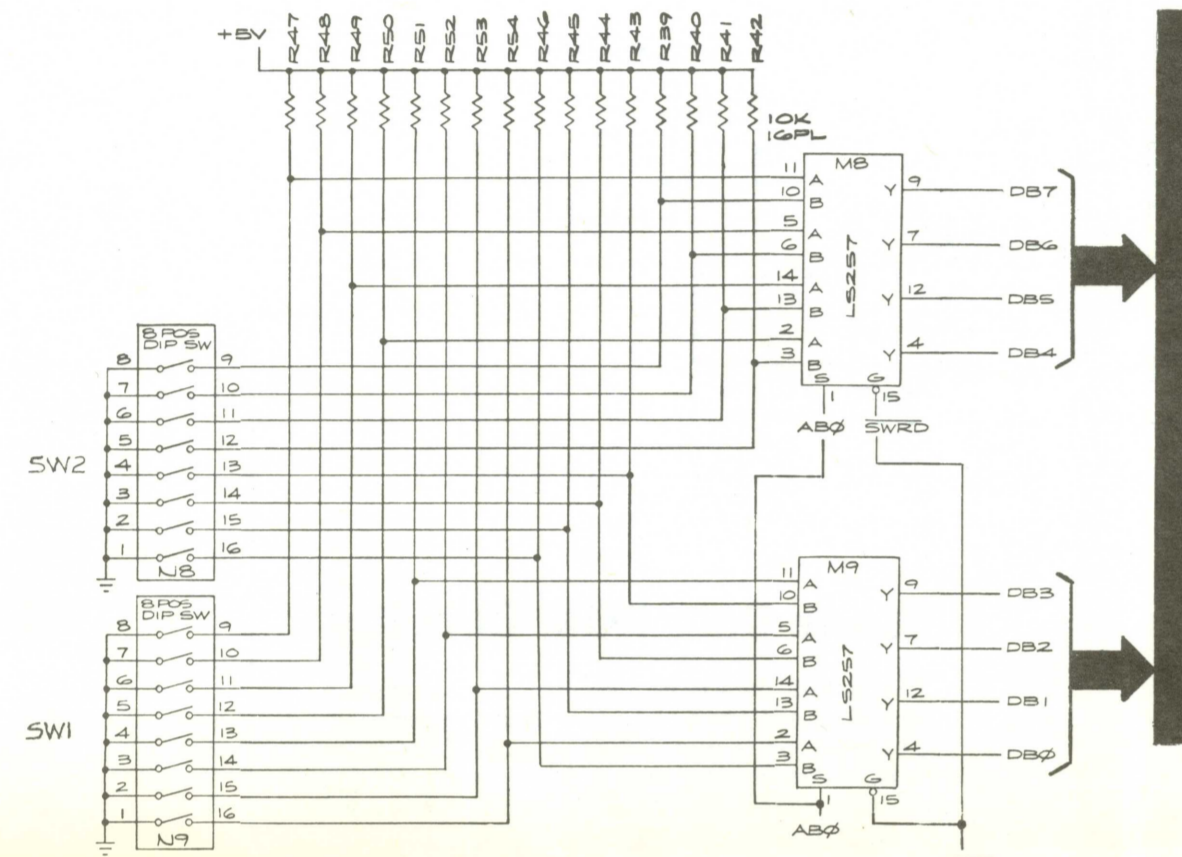 +5V
R47 R48 R49 R50 R51 R52 R53 R54 R46 R45 R44 R43 R39 R40 R41 R42
10K
16PL
M8
LS257
11 A
10 B
5 A
6 B
14 A
13 B
2 A
3 B
Y 9 DB7
Y 7 DB6
Y 12 DB5
Y 4 DB4
S G
1 15
ABØ SWRD
SW2
8 POS
DIP SW
8 9
7 10
6 11
5 12
4 13
3 14
2 15
1 16
N8
SW1
8 POS
DIP SW
8 9
7 10
6 11
5 12
4 13
3 14
2 15
1 16
N9
M9
LS257
11 A
10 B
5 A
6 B
14 A
13 B
2 A
3 B
Y 9 DB3
Y 7 DB2
Y 12 DB1
Y 4 DBØ
S G
1 15
ABØ